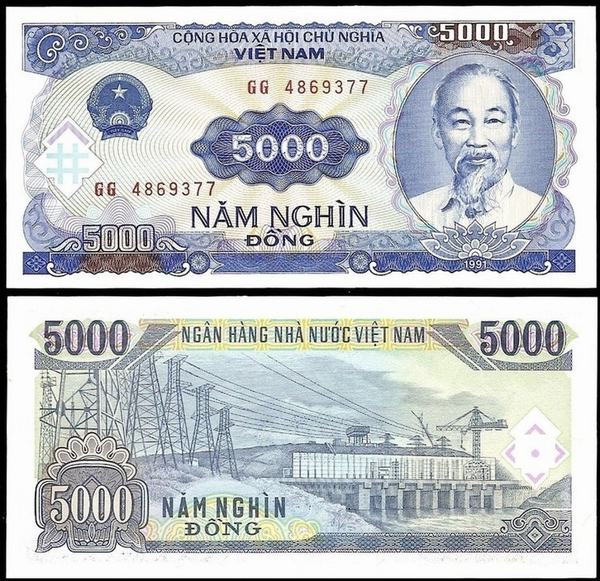 CỘNG HÒA XÃ HỘI CHỦ NGHĨA
VIỆT NAM
5000
GG 4869377
5000
GG 4869377
NĂM NGHÌN
ĐỒNG
5000
1991
5000
NGÂN HÀNG NHÀ NƯỚC VIỆT NAM
5000
5000
NĂM NGHÌN
ĐỒNG